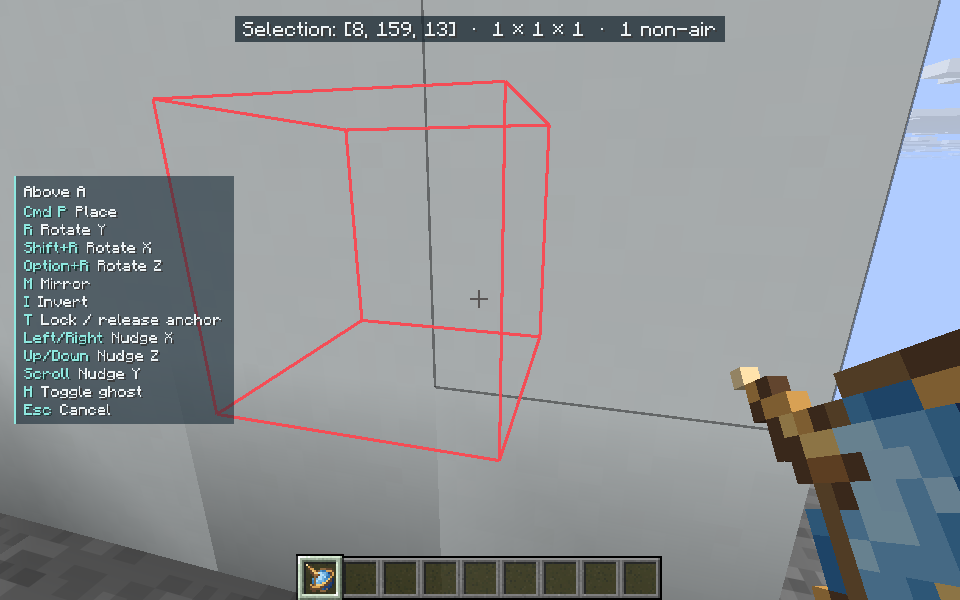 Selection: [8, 159, 13] · 1 × 1 × 1 · 1 non-air
Above A
Cmd P Place
R Rotate Y
Shift+R Rotate X
Option+R Rotate Z
M Mirror
I Invert
T Lock / release anchor
Left/Right Nudge X
Up/Down Nudge Z
Scroll Nudge Y
H Toggle ghost
Esc Cancel